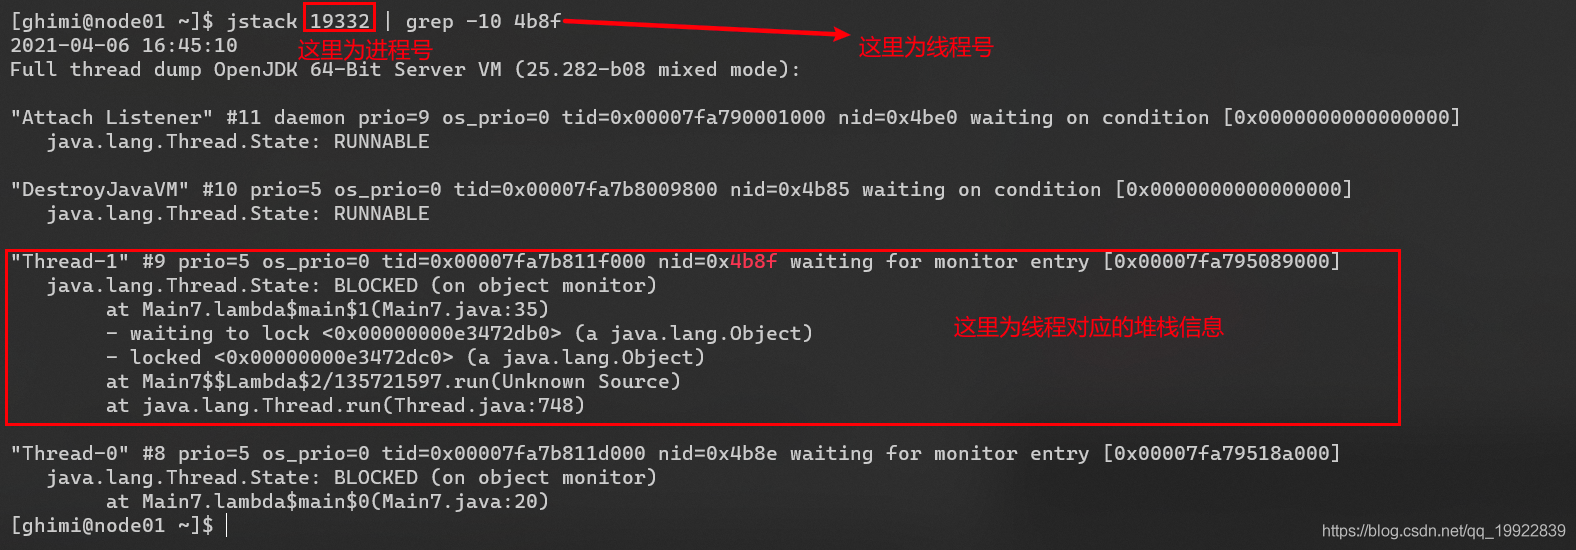 [ghimi@node01 ~]$ jstack 19332 | grep -10 4b8f
这里为线程号
2021-04-06 16:45:10
这里为进程号
Full thread dump OpenJDK 64-Bit Server VM (25.282-b08 mixed mode):
"Attach Listener" #11 daemon prio=9 os_prio=0 tid=0x00007fa790001000 nid=0x4be0 waiting on condition [0x0000000000000000]
   java.lang.Thread.State: RUNNABLE
"DestroyJavaVM" #10 prio=5 os_prio=0 tid=0x00007fa7b8009800 nid=0x4b85 waiting on condition [0x0000000000000000]
   java.lang.Thread.State: RUNNABLE
"Thread-1" #9 prio=5 os_prio=0 tid=0x00007fa7b811f000 nid=0x4b8f waiting for monitor entry [0x00007fa795089000]
   java.lang.Thread.State: BLOCKED (on object monitor)
        at Main7.lambda$main$1(Main7.java:35)
        - waiting to lock <0x00000000e3472db0> (a java.lang.Object)
这里为线程对应的堆栈信息
        - locked <0x00000000e3472dc0> (a java.lang.Object)
        at Main7$$Lambda$2/135721597.run(Unknown Source)
        at java.lang.Thread.run(Thread.java:748)
"Thread-0" #8 prio=5 os_prio=0 tid=0x00007fa7b811d000 nid=0x4b8e waiting for monitor entry [0x00007fa79518a000]
   java.lang.Thread.State: BLOCKED (on object monitor)
        at Main7.lambda$main$0(Main7.java:20)
[ghimi@node01 ~]$
https://blog.csdn.net/qq_19922839